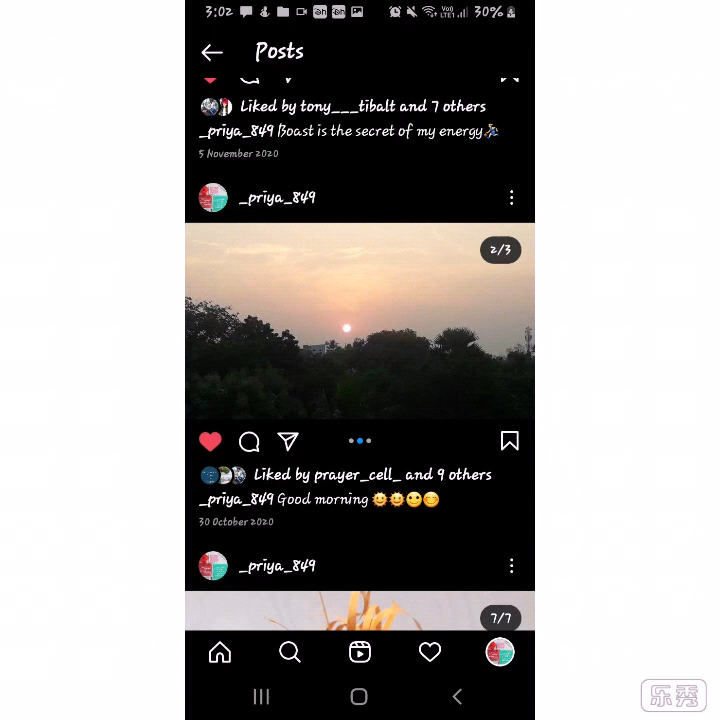 3:02
Vo))
LTE1
30%
Posts
Liked by tony___tibalt and 7 others
_priya_849 Boast is the secret of my energy
5 November 2020
_priya_849
2/3
Liked by prayer_cell_ and 9 others
_priya_849 Good morning
30 October 2020
_priya_849
7/7
乐秀